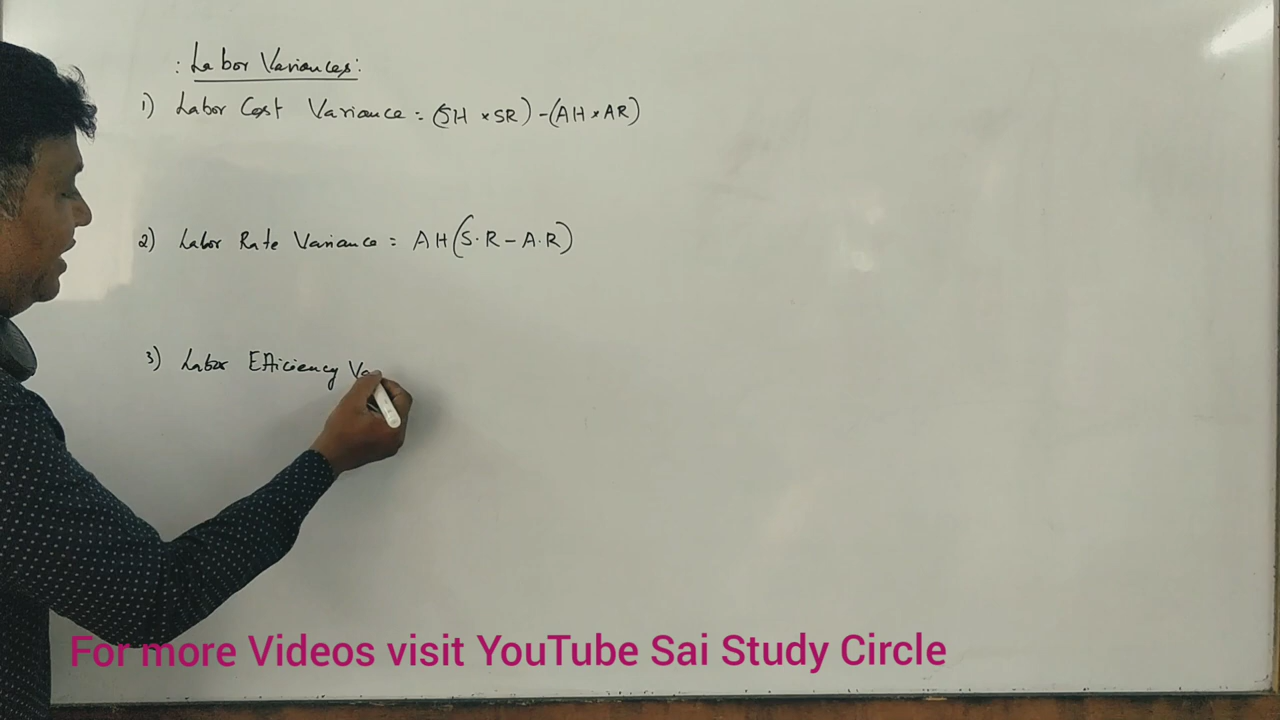 : Labor Variances :
1) Labor Cost Variance = (SH × SR) - (AH × AR)
2) Labor Rate Variance = AH (S.R - A.R)
3) Labor Efficiency Va
For more Videos visit YouTube Sai Study Circle